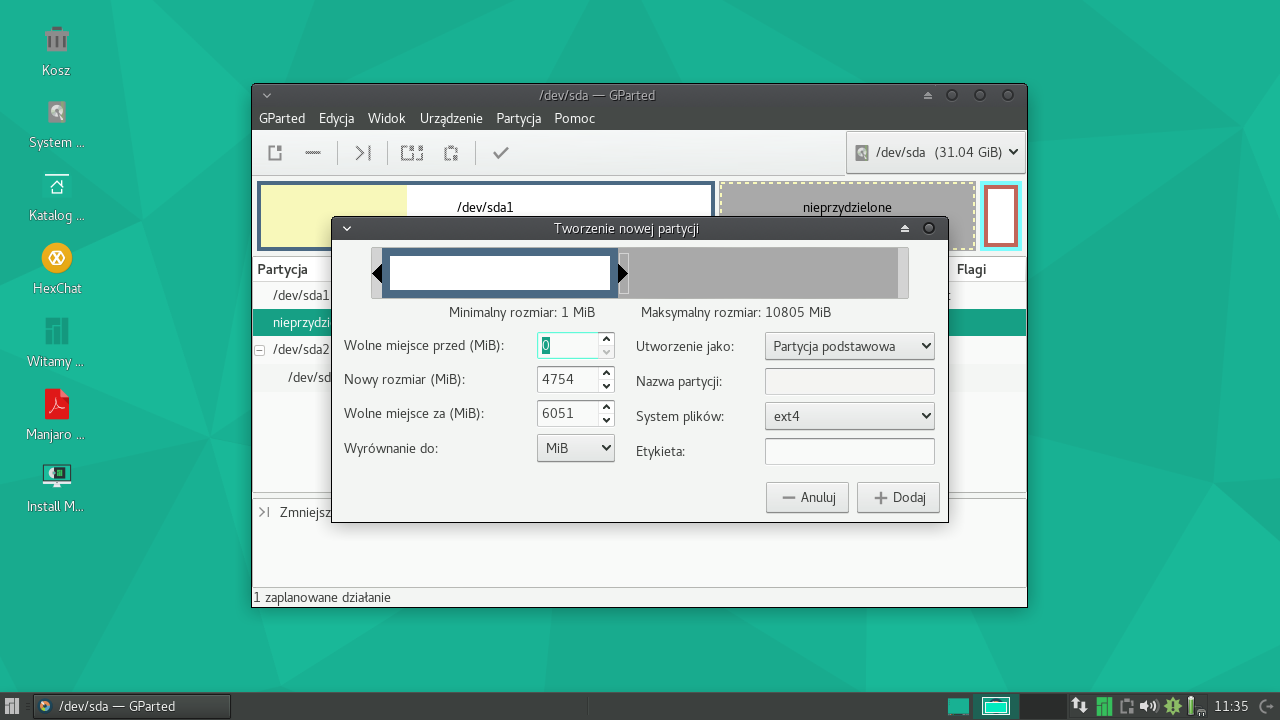 Kosz
System ...
Katalog ...
HexChat
Witamy ...
Manjaro ...
Install M...
/dev/sda — GParted
GParted Edycja Widok Urządzenie Partycja Pomoc
/dev/sda (31.04 GiB)
/dev/sda1
nieprzydzielone
Partycja
Flagi
/dev/sda1
nieprzydzi
/dev/sda2
/dev/sd
Tworzenie nowej partycji
Minimalny rozmiar: 1 MiB
Maksymalny rozmiar: 10805 MiB
Wolne miejsce przed (MiB): 0
Nowy rozmiar (MiB): 4754
Wolne miejsce za (MiB): 6051
Wyrównanie do: MiB
Utworzenie jako: Partycja podstawowa
Nazwa partycji:
System plików: ext4
Etykieta:
Anuluj
Dodaj
Zmniejsz
1 zaplanowane działanie
/dev/sda — GParted
11:35